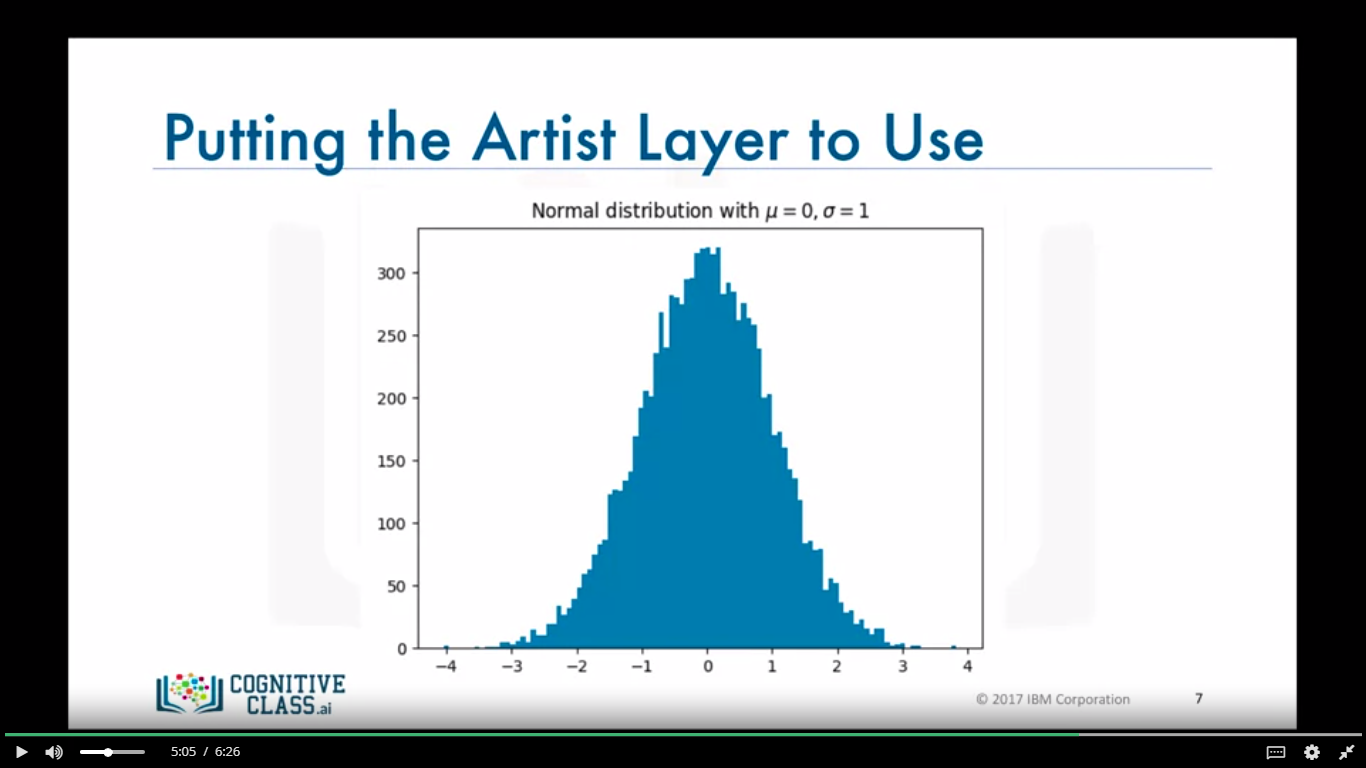 Putting the Artist Layer to Use
Normal distribution with μ = 0, σ = 1
300
250
200
150
100
50
0
−4 −3 −2 −1 0 1 2 3 4
COGNITIVE
CLASS.ai
© 2017 IBM Corporation 7
5:05 / 6:26